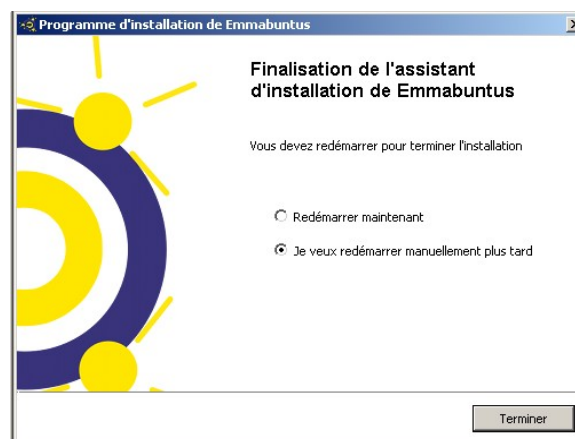 Programme d'installation de Emmabuntus
Finalisation de l'assistant
d'installation de Emmabuntus
Vous devez redémarrer pour terminer l'installation
Redémarrer maintenant
Je veux redémarrer manuellement plus tard
Terminer